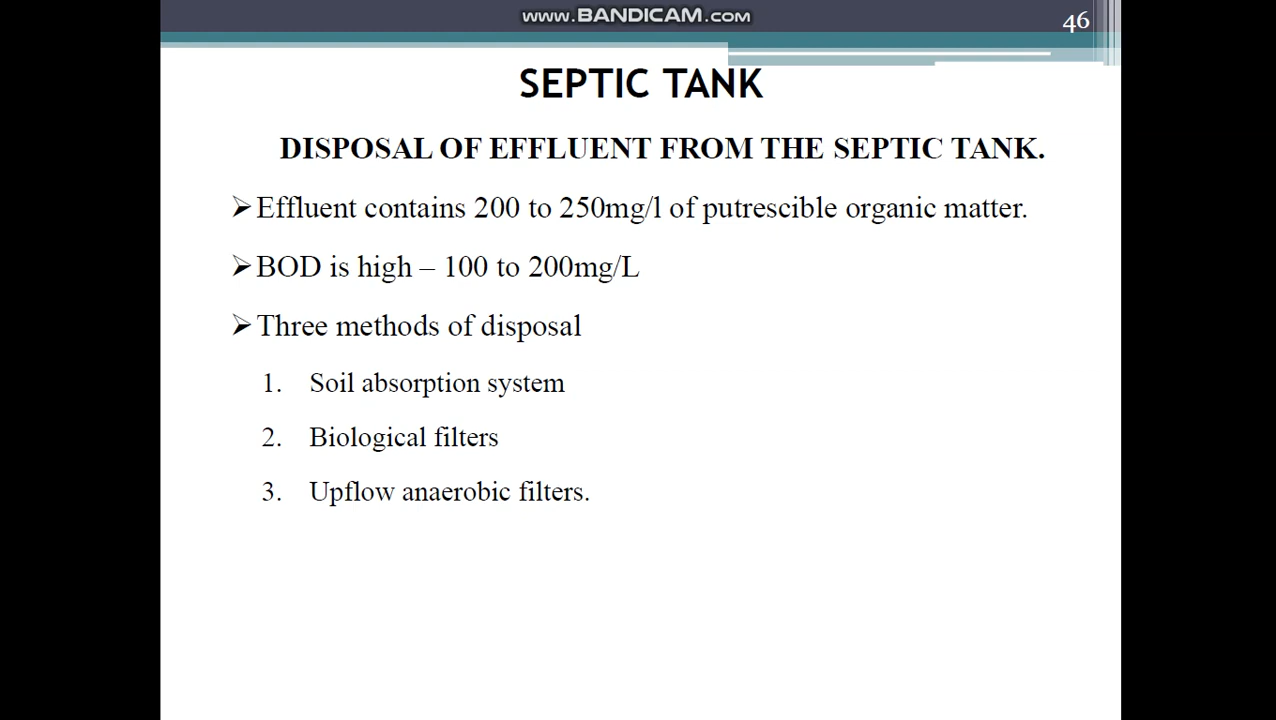 www.BANDICAM.com
46
SEPTIC TANK
DISPOSAL OF EFFLUENT FROM THE SEPTIC TANK.
➢Effluent contains 200 to 250mg/l of putrescible organic matter.
➢BOD is high – 100 to 200mg/L
➢Three methods of disposal
1. Soil absorption system
2. Biological filters
3. Upflow anaerobic filters.